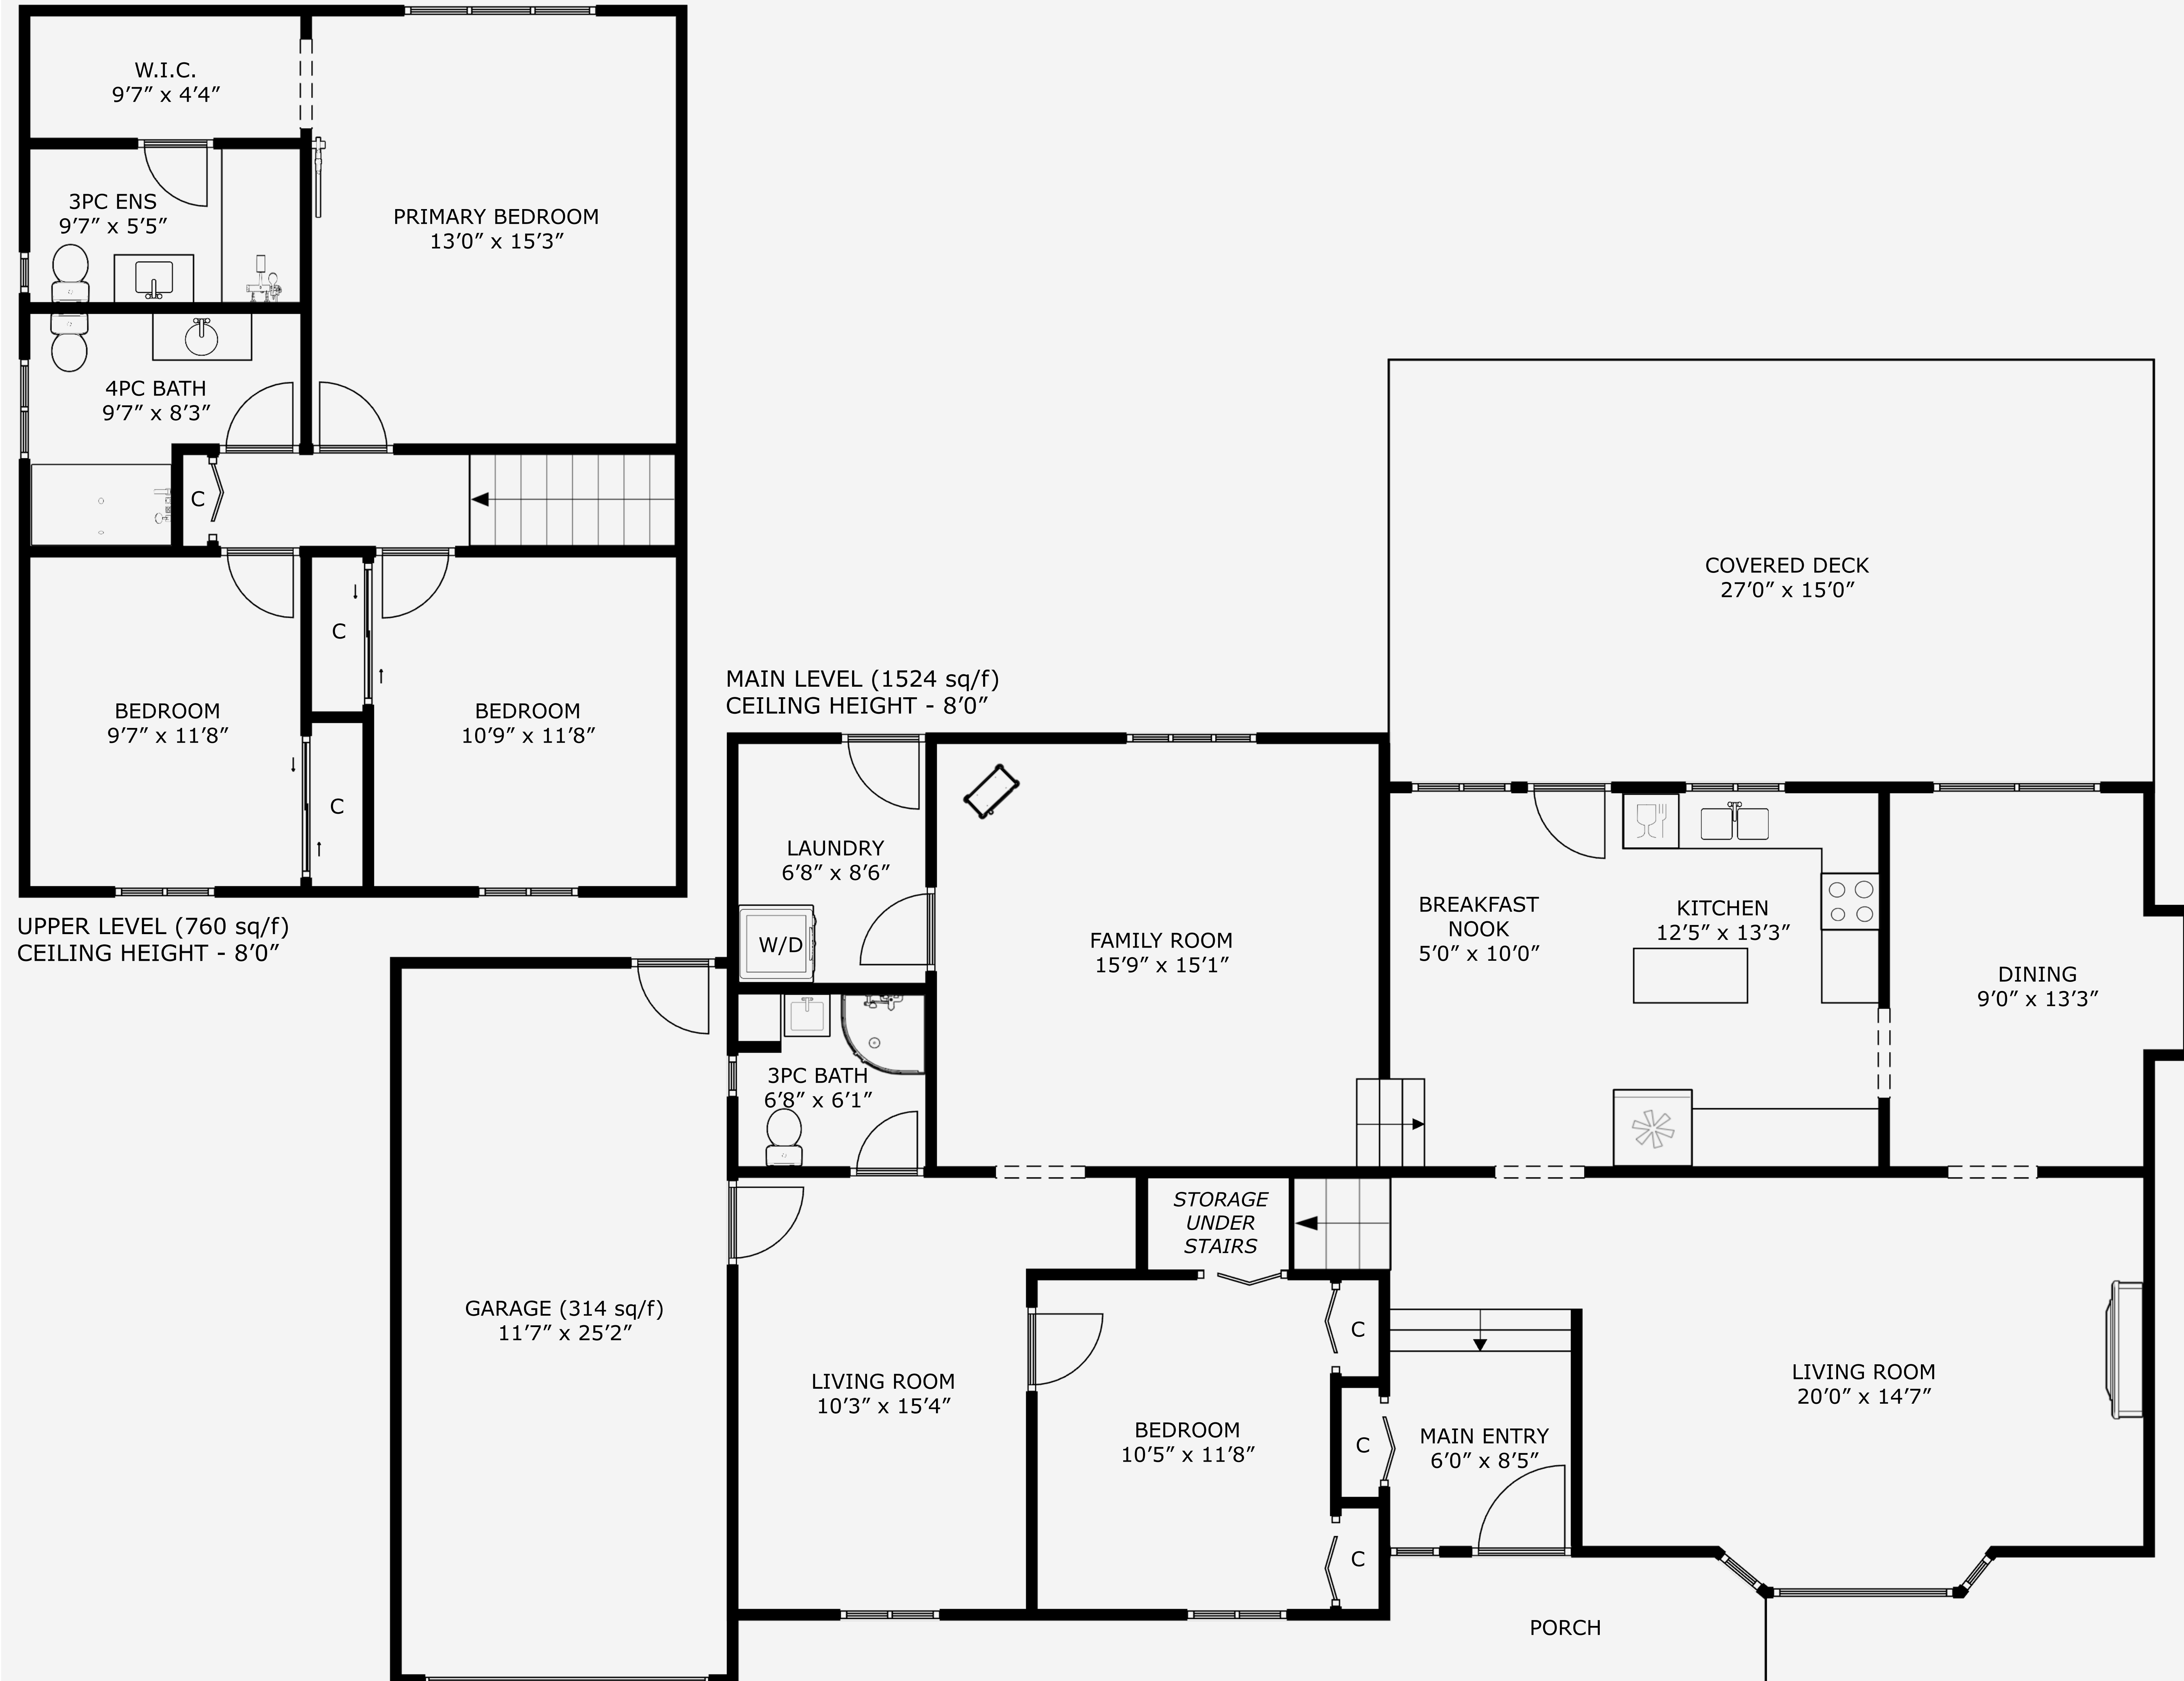 W.I.C.
9’7” x 4’4”
3PC ENS
9’7” x 5’5”
PRIMARY BEDROOM
13’0” x 15’3”
4PC BATH
9’7” x 8’3”
C
C
BEDROOM
9’7” x 11’8”
BEDROOM
10’9” x 11’8”
C
UPPER LEVEL (760 sq/f)
CEILING HEIGHT - 8’0”
MAIN LEVEL (1524 sq/f)
CEILING HEIGHT - 8’0”
COVERED DECK
27’0” x 15’0”
LAUNDRY
6’8” x 8’6”
W/D
FAMILY ROOM
15’9” x 15’1”
BREAKFAST
NOOK
5’0” x 10’0”
KITCHEN
12’5” x 13’3”
DINING
9’0” x 13’3”
3PC BATH
6’8” x 6’1”
STORAGE
UNDER
STAIRS
GARAGE (314 sq/f)
11’7” x 25’2”
LIVING ROOM
10’3” x 15’4”
BEDROOM
10’5” x 11’8”
C
C
C
MAIN ENTRY
6’0” x 8’5”
LIVING ROOM
20’0” x 14’7”
PORCH